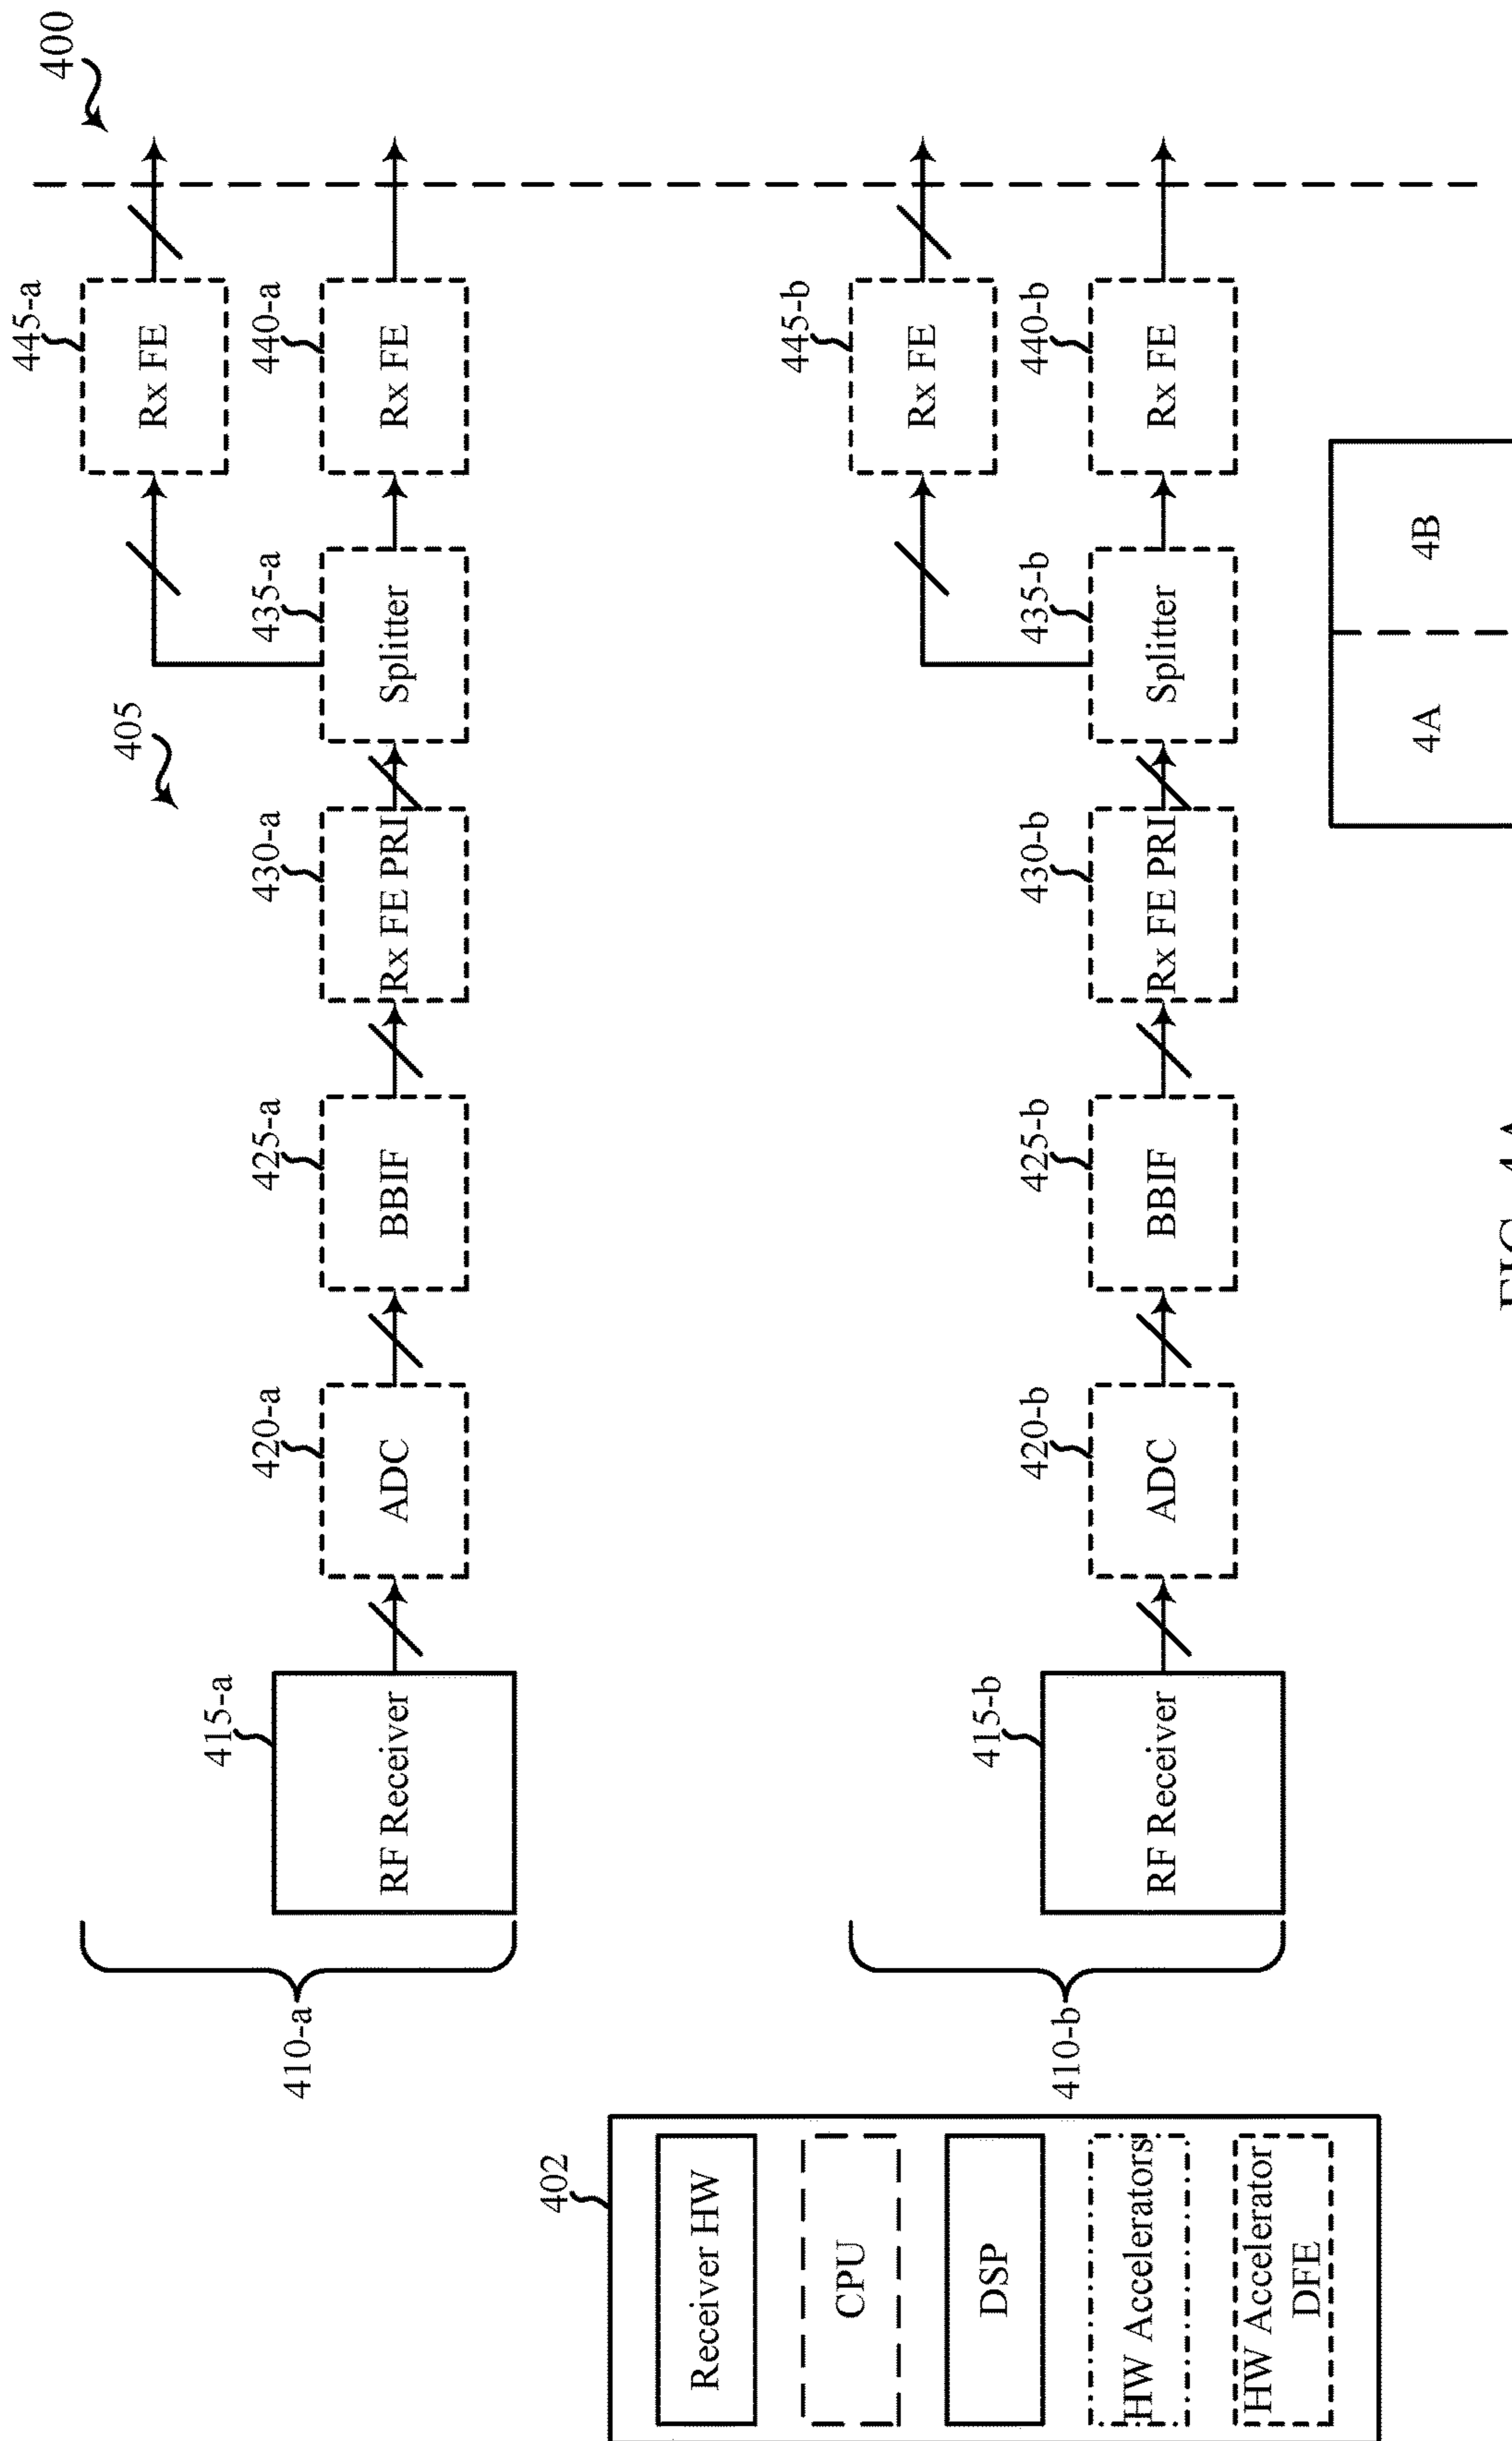 400
405
410-a
415-a
RF Receiver
420-a
ADC
425-a
BBIF
430-a
Rx FE PRI
435-a
Splitter
445-a
Rx FE
440-a
Rx FE
410-b
415-b
RF Receiver
420-b
ADC
425-b
BBIF
430-b
Rx FE PRI
435-b
Splitter
445-b
Rx FE
440-b
Rx FE
402
Receiver HW
CPU
DSP
HW Accelerators
HW Accelerator
DFE
4A
4B
FIG. 4A